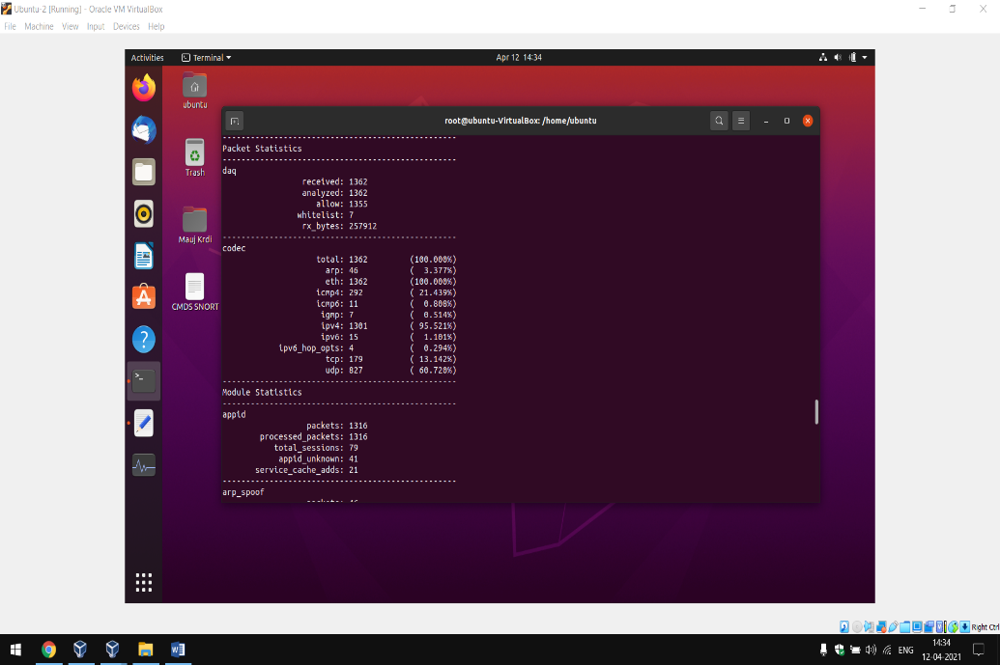 Ubuntu-2 [Running] - Oracle VM VirtualBox
File Machine View Input Devices Help
Activities Terminal Apr 12 14:34
ubuntu
Trash
Mauj Krdi
CMDS SNORT
root@ubuntu-VirtualBox: /home/ubuntu
-------------------------------------------------
Packet Statistics
-------------------------------------------------
daq
received: 1362
analyzed: 1362
allow: 1355
whitelist: 7
rx_bytes: 257912
-------------------------------------------------
codec
total: 1362 (100.000%)
arp: 46 ( 3.377%)
eth: 1362 (100.000%)
icmp4: 292 ( 21.439%)
icmp6: 11 ( 0.808%)
igmp: 7 ( 0.514%)
ipv4: 1301 ( 95.521%)
ipv6: 15 ( 1.101%)
ipv6_hop_opts: 4 ( 0.294%)
tcp: 179 ( 13.142%)
udp: 827 ( 60.720%)
-------------------------------------------------
Module Statistics
-------------------------------------------------
appid
packets: 1316
processed_packets: 1316
total_sessions: 79
appid_unknown: 41
service_cache_adds: 21
-------------------------------------------------
arp_spoof
Right Ctrl
ENG
14:34
12-04-2021